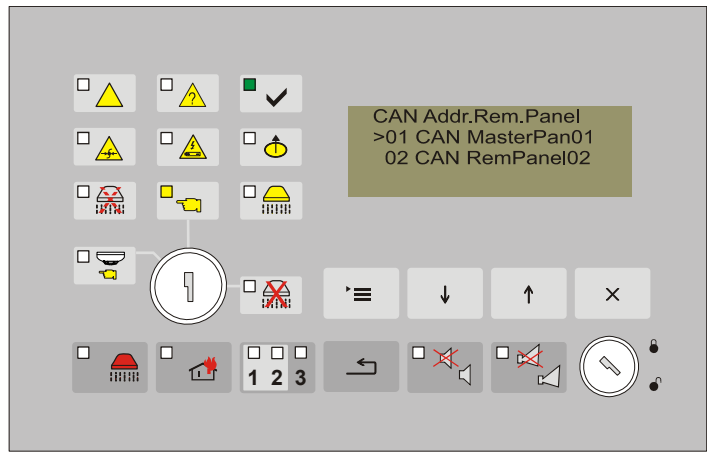 ?
CAN Addr.Rem.Panel
>01 CAN MasterPan01
02 CAN RemPanel02
1 2 3